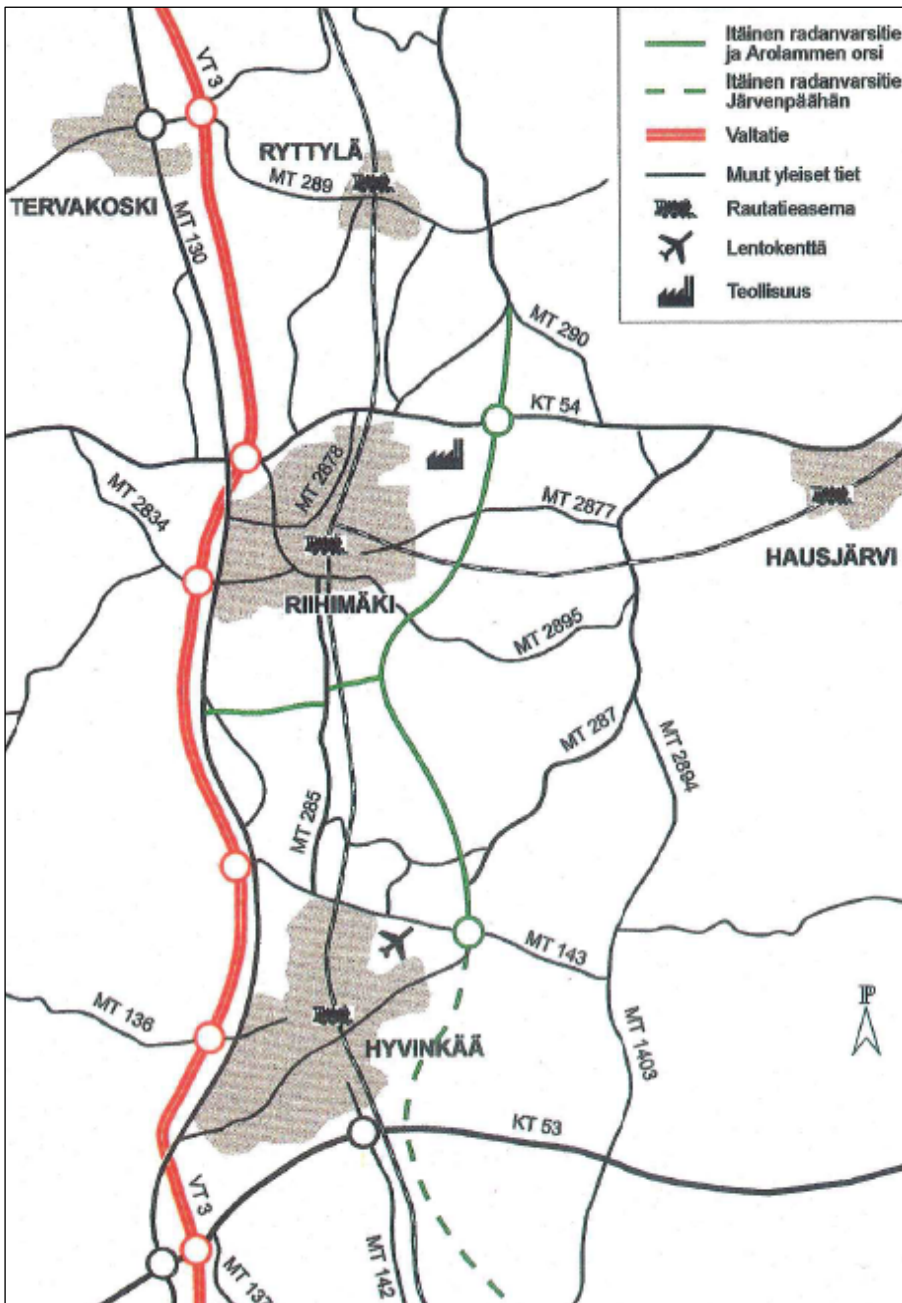 Itäinen radanvarsitie
ja Arolammen orsi
Itäinen radanvarsitie
Järvenpäähän
Valtatie
Muut yleiset tiet
Rautatieasema
Lentokenttä
Teollisuus
VT 3
RYTTYLÄ
MT 289
TERVAKOSKI
MT 130
MT 290
KT 54
MT 2878
MT 2834
MT 2877
HAUSJÄRVI
RIIHIMÄKI
MT 2895
MT 287
MT 2894
MT 285
MT 143
MT 136
P
HYVINKÄÄ
MT 1403
KT 53
VT 3
MT 137
MT 142